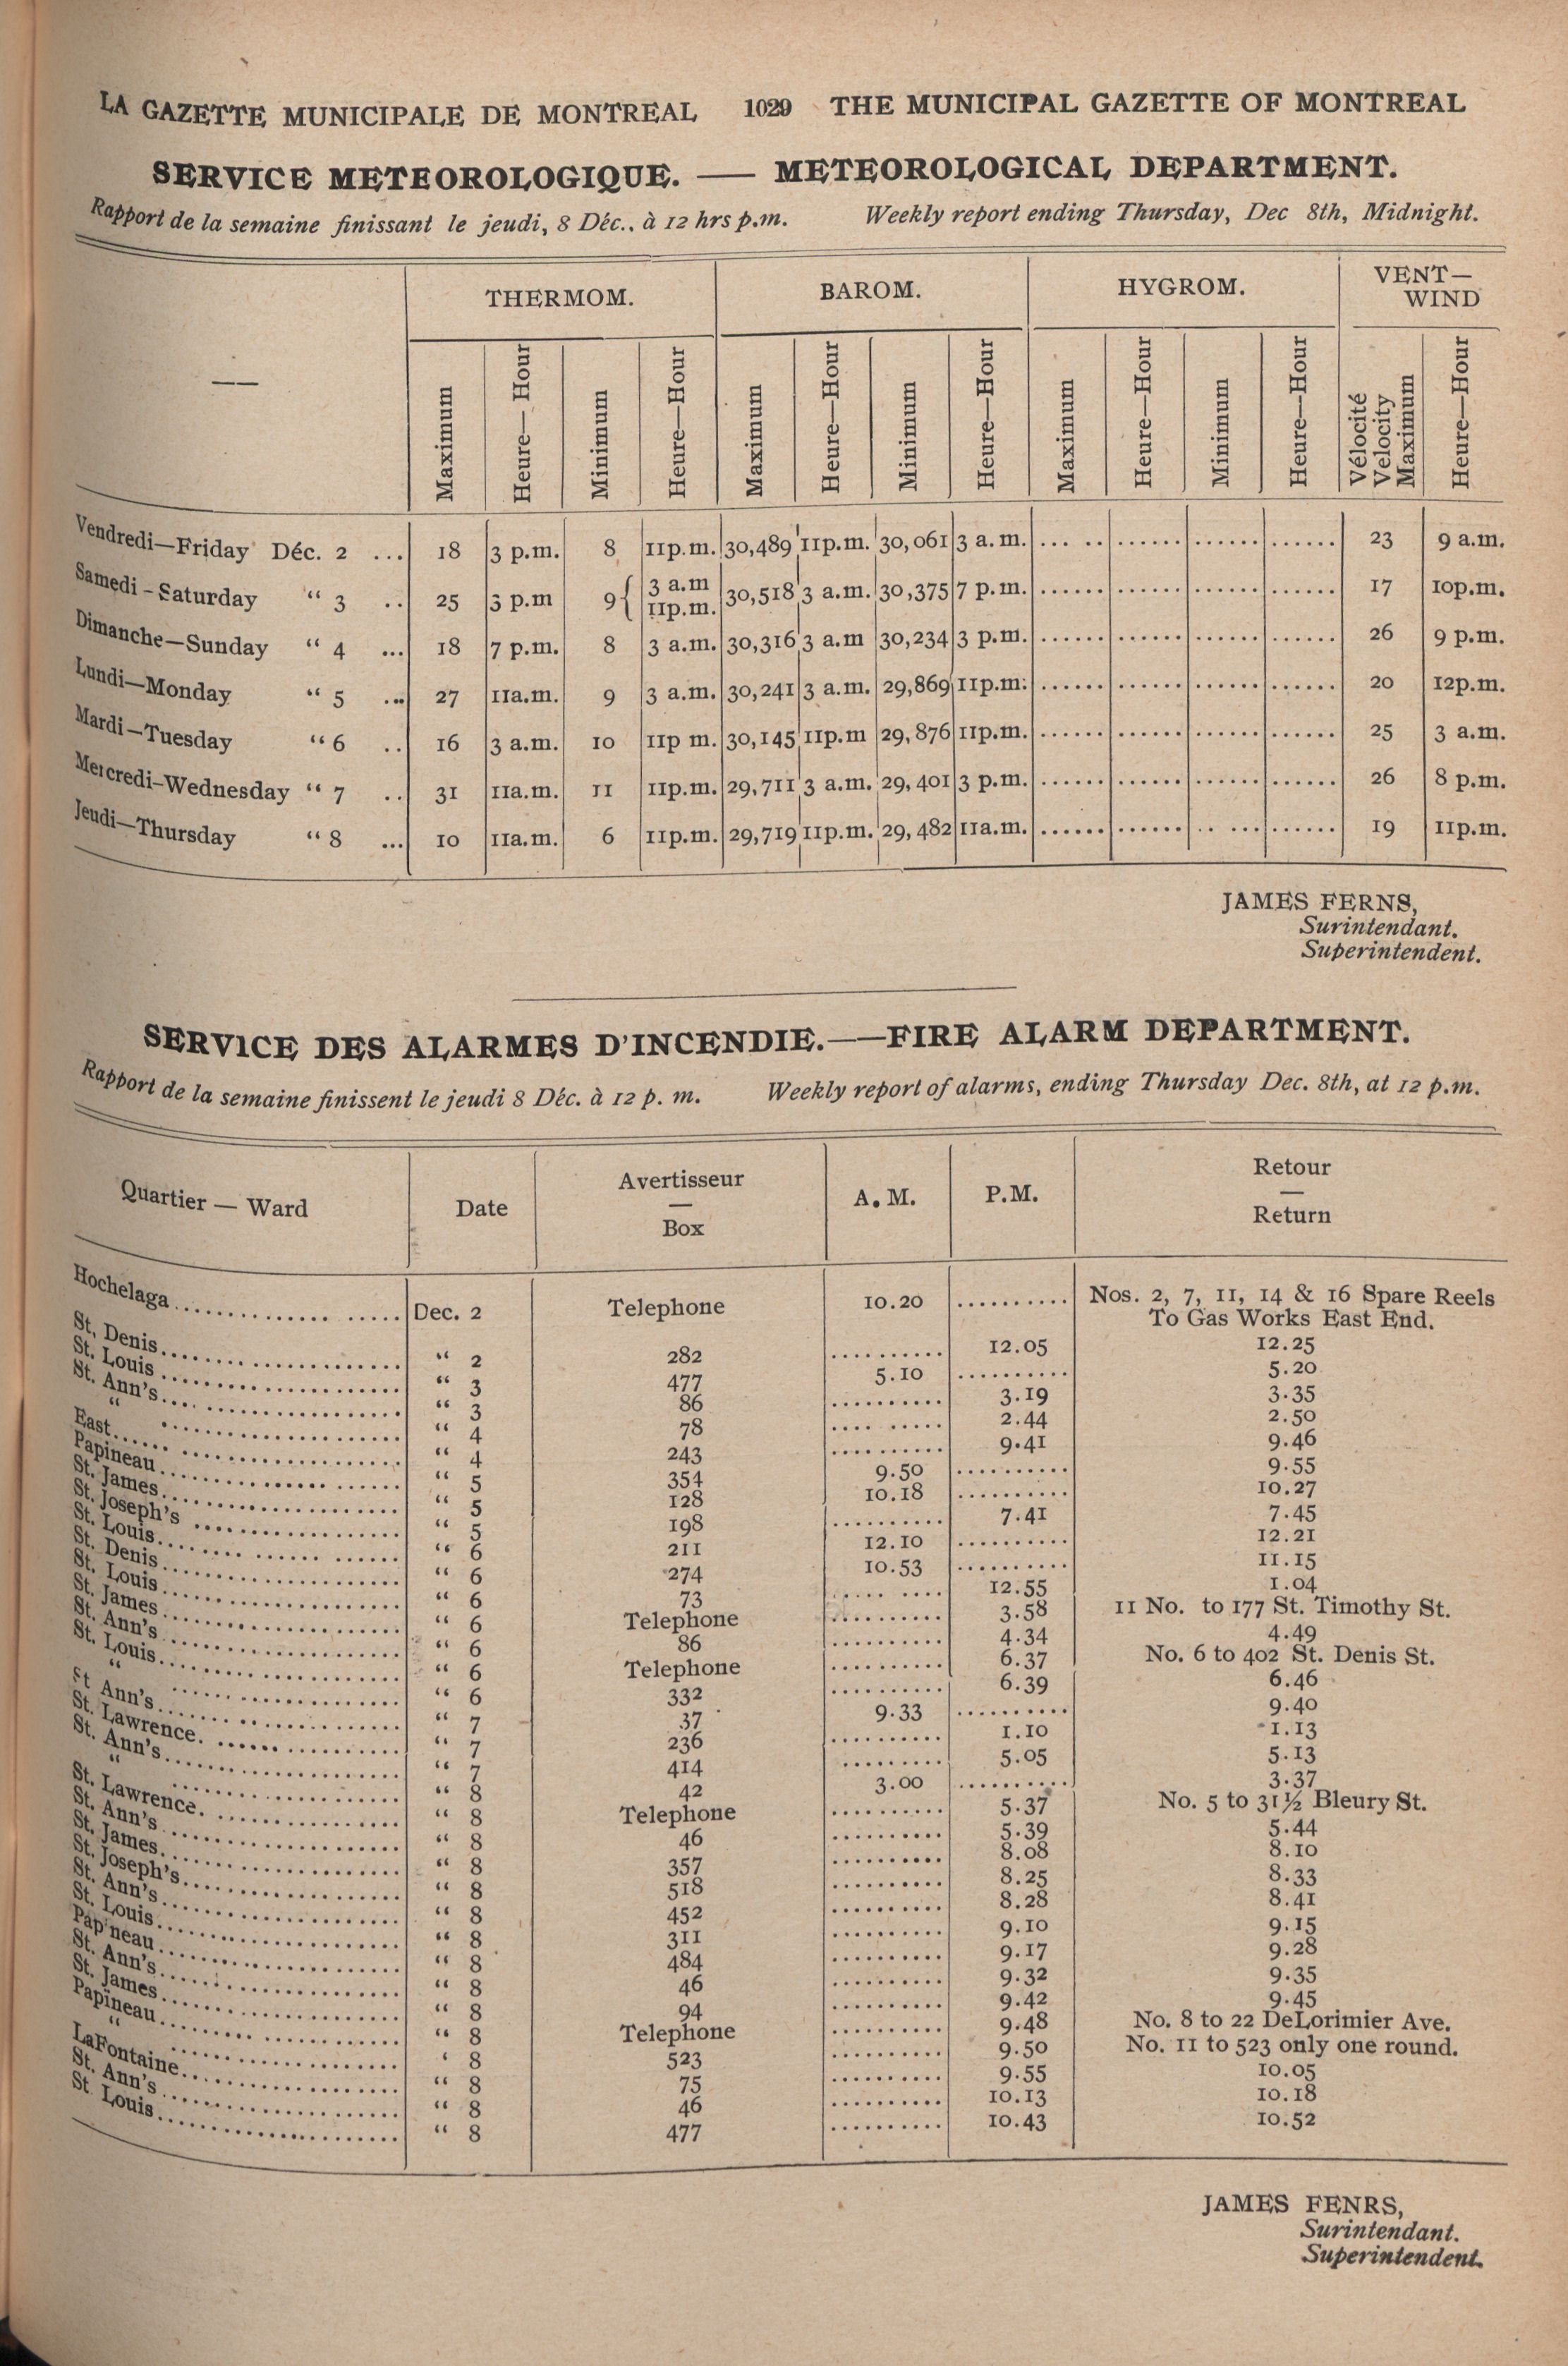 LA GAZETTE MUNICIPALE DE MONTREAL 1029 THE MUNICIPAL GAZETTE OF MONTREAL
SERVICE METEOROLOGIQUE. — METEOROLOGICAL DEPARTMENT.
Rapport de la semaine finissant le jeudi, 8 Déc.. à 12 hrs p.m. Weekly report ending Thursday, Dec 8th, Midnight.
THERMOM. BAROM. HYGROM. VENT—
WIND
Maximum Heure—Hour Minimum Heure—Hour Maximum Heure—Hour Minimum Heure—Hour Maximum Heure—Hour Minimum Heure—Hour Vélocité Velocity Maximum Heure—Hour
Vendredi—Friday Déc. 2 ... 18 3 p.m. 8 11p.m. 30,489 11p.m. 30,061 3 a.m. ... .. ...... ...... ...... 23 9 a.m.
Samedi - Saturday “ 3 .. 25 3 p.m 9 { 3 a.m 11p.m. 30,518 3 a.m. 30,375 7 p.m. ...... ...... ...... ...... 17 10p.m.
Dimanche—Sunday “ 4 ... 18 7 p.m. 8 3 a.m. 30,316 3 a.m 30,234 3 p.m. ...... ...... ...... ...... 26 9 p.m.
Lundi—Monday “ 5 ... 27 11a.m. 9 3 a.m. 30,241 3 a.m. 29,869 11p.m. ...... ...... ...... ...... 20 12p.m.
Mardi—Tuesday “ 6 .. 16 3 a.m. 10 11p m. 30,145 11p.m 29,876 11p.m. ...... ...... ...... ...... 25 3 a.m.
Mercredi-Wednesday “ 7 .. 31 11a.m. 11 11p.m. 29,711 3 a.m. 29,401 3 p.m. ...... ...... ...... ...... 26 8 p.m.
Jeudi—Thursday “ 8 ... 10 11a.m. 6 11p.m. 29,719 11p.m. 29,482 11a.m. ...... ...... .. ... ...... 19 11p.m.
JAMES FERNS,
Surintendant.
Superintendent.
SERVICE DES ALARMES D'INCENDIE.——FIRE ALARM DEPARTMENT.
Rapport de la semaine finissent le jeudi 8 Déc. à 12 p. m. Weekly report of alarms, ending Thursday Dec. 8th, at 12 p.m.
Quartier — Ward Date Avertisseur — Box A. M. P.M. Retour — Return
Hochelaga.................. Dec. 2 Telephone 10.20 .......... Nos. 2, 7, 11, 14 & 16 Spare Reels
To Gas Works East End.
St, Denis.................. “ 2 282 .......... 12.05 12.25
St. Louis.................. “ 3 477 5.10 .......... 5.20
St. Ann's.................. “ 3 86 .......... 3.19 3.35
“ .................. “ 4 78 .......... 2.44 2.50
East.................. “ 4 243 .......... 9.41 9.46
Papineau.................. “ 5 354 9.50 .......... 9.55
St. James.................. “ 5 128 10.18 .......... 10.27
St. Joseph's .................. “ 5 198 .......... 7.41 7.45
St. Louis.................. “ 6 211 12.10 .......... 12.21
St. Denis.................. “ 6 274 10.53 .......... 11.15
St. Louis.................. “ 6 73 .......... 12.55 1.04
St. James.................. “ 6 Telephone .......... 3.58 11 No. to 177 St. Timothy St.
St. Ann's.................. “ 6 86 .......... 4.34 4.49
St. Louis.................. “ 6 Telephone .......... 6.37 No. 6 to 402 St. Denis St.
“ .................. “ 6 332 .......... 6.39 6.46
St Ann's.................. “ 7 37 9.33 .......... 9.40
St. Lawrence. .................. “ 7 236 .......... 1.10 1.13
St. Ann's.................. “ 7 414 .......... 5.05 5.13
“ .................. “ 8 42 3.00 .......... 3.37
St. Lawrence. .................. “ 8 Telephone .......... 5.37 No. 5 to 31½ Bleury St.
St. Ann's.................. “ 8 46 .......... 5.39 5.44
St. James.................. “ 8 357 .......... 8.08 8.10
St. Joseph's.................. “ 8 518 .......... 8.25 8.33
St. Ann's.................. “ 8 452 .......... 8.28 8.41
St. Louis.................. “ 8 311 .......... 9.10 9.15
Pap'neau.................. “ 8 484 .......... 9.17 9.28
St. Ann's.................. “ 8 46 .......... 9.32 9.35
St. James.................. “ 8 94 .......... 9.42 9.45
Papineau.................. “ 8 Telephone .......... 9.48 No. 8 to 22 DeLorimier Ave.
“ .................. ‘ 8 523 .......... 9.50 No. 11 to 523 only one round.
LaFontaine.................. “ 8 75 .......... 9.55 10.05
St. Ann's.................. “ 8 46 .......... 10.13 10.18
St Louis.................. “ 8 477 .......... 10.43 10.52
JAMES FENRS,
Surintendant.
Superintendent.